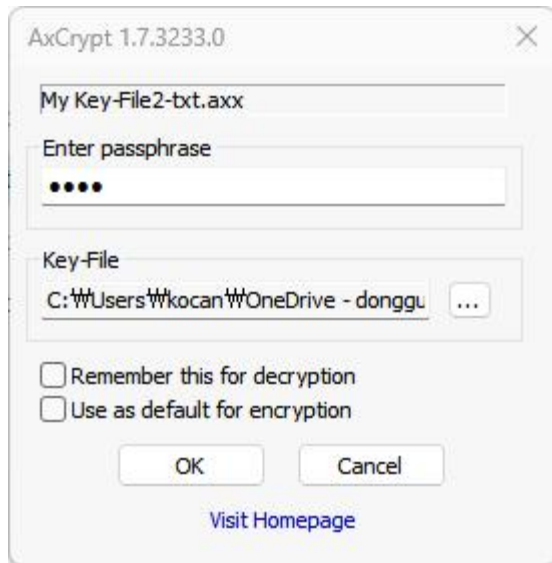 AxCrypt 1.7.3233.0
My Key-File2-txt.axx
Enter passphrase
••••
Key-File
C:₩Users₩kocan₩OneDrive - donggu
...
Remember this for decryption
Use as default for encryption
OK Cancel
Visit Homepage